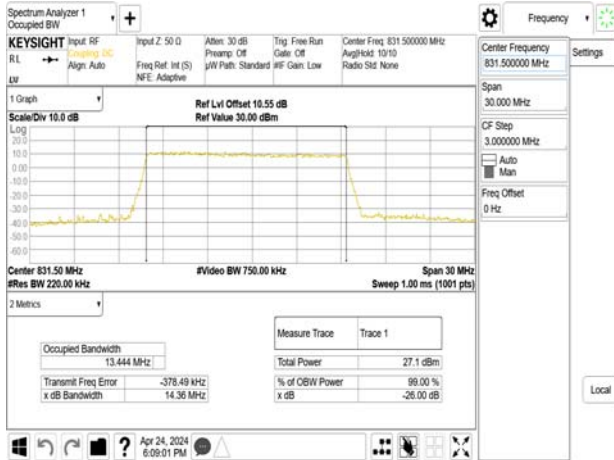 Spectrum Analyzer 1
Occupied BW
Frequency
KEYSIGHT Input: RF
Coupling: DC
Align: Auto
Input Z: 50 Ω
Freq Ref: Int (S)
NFE: Adaptive
Atten: 30 dB
Preamp: Off
µW Path: Standard
Trig: Free Run
Gate: Off
#IF Gain: Low
Center Freq: 831.500000 MHz
Avg|Hold: 10/10
Radio Std: None
RL
Center Frequency
831.500000 MHz
Settings
Span
30.000 MHz
CF Step
3.000000 MHz
Auto
Man
Freq Offset
0 Hz
Local
1 Graph
Scale/Div 10.0 dB
Ref Lvl Offset 10.55 dB
Ref Value 30.00 dBm
Log
20.0
10.0
0.00
-10.0
-20.0
-30.0
-40.0
-50.0
-60.0
Center 831.50 MHz
#Video BW 750.00 kHz
Span 30 MHz
#Res BW 220.00 kHz
Sweep 1.00 ms (1001 pts)
2 Metrics
Measure Trace Trace 1
Occupied Bandwidth
13.444 MHz
Total Power 27.1 dBm
Transmit Freq Error -378.49 kHz
% of OBW Power 99.00 %
x dB Bandwidth 14.36 MHz
x dB -26.00 dB
?
Apr 24, 2024
6:09:01 PM